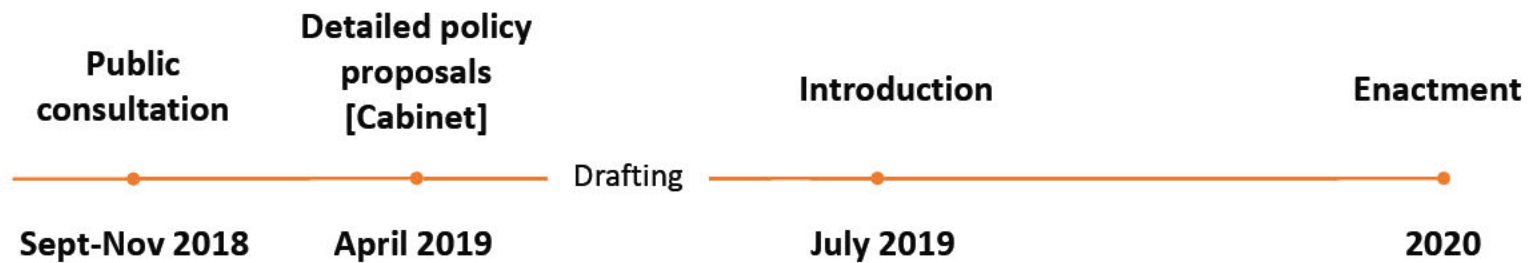 Public
consultation
Detailed policy
proposals
[Cabinet]
Introduction
Enactment
Drafting
Sept-Nov 2018
April 2019
July 2019
2020